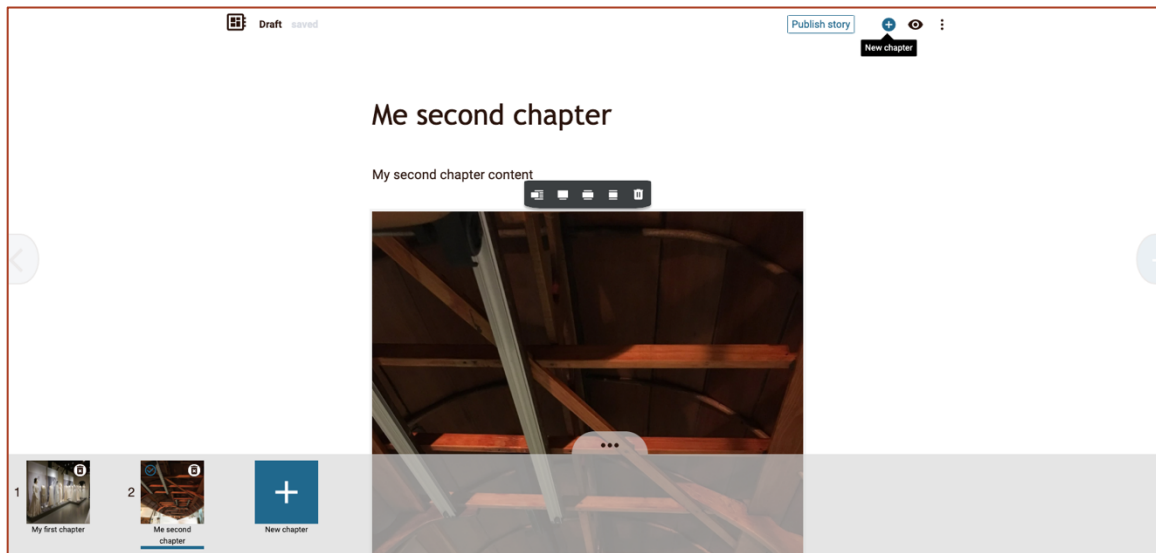 Draft saved
Publish story
New chapter
Me second chapter
My second chapter content
1
My first chapter
2
Me second
chapter
New chapter